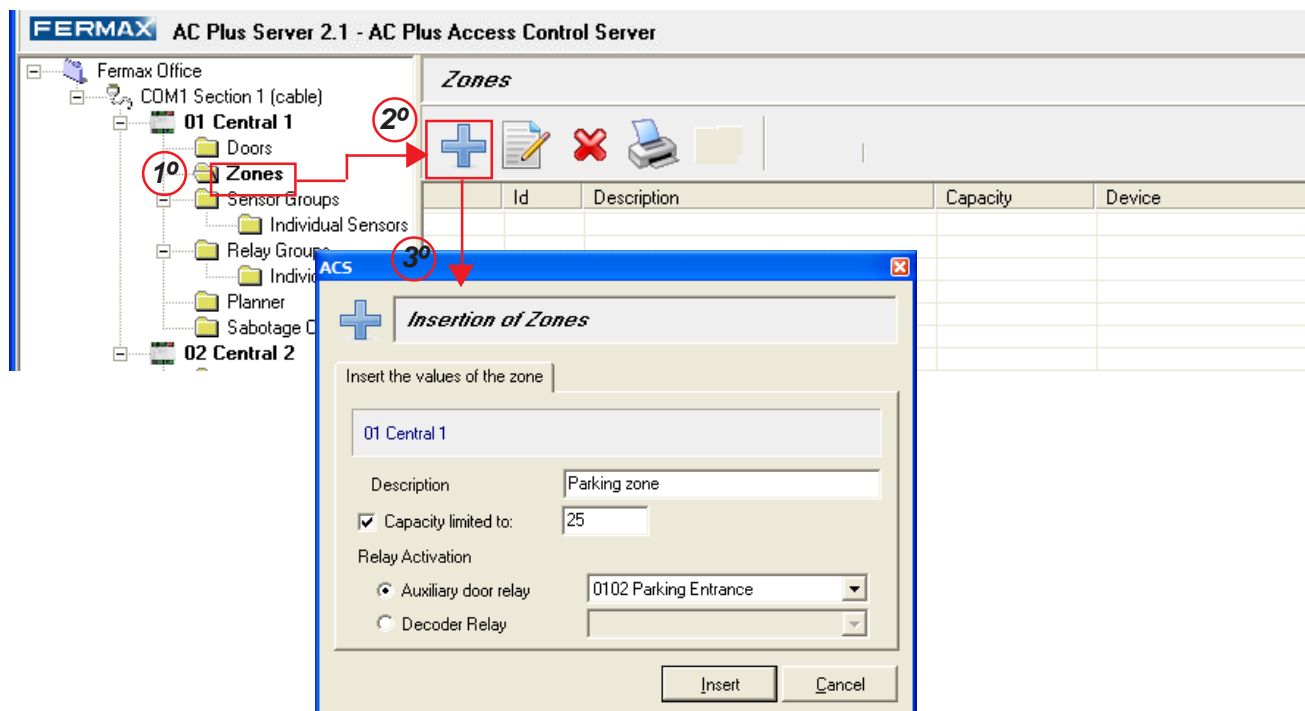 FERMAX AC Plus Server 2.1 - AC Plus Access Control Server
Fermax Office
COM1 Section 1 (cable)
01 Central 1
Doors
Zones
Sensor Groups
Individual Sensors
Relay Groups
Individ
Planner
Sabotage C
02 Central 2
1º
2º
3º
Zones
Id Description Capacity Device
ACS
Insertion of Zones
Insert the values of the zone
01 Central 1
Description Parking zone
Capacity limited to: 25
Relay Activation
Auxiliary door relay 0102 Parking Entrance
Decoder Relay
Insert Cancel